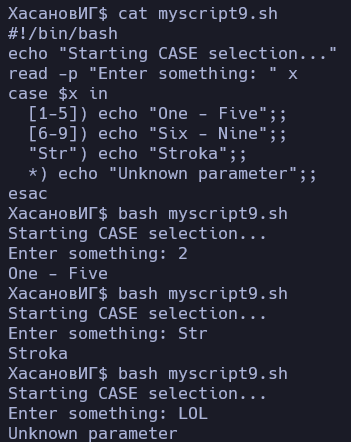 ХасановИГ$ cat myscript9.sh
#!/bin/bash
echo "Starting CASE selection..."
read -p "Enter something: " x
case $x in
  [1-5]) echo "One - Five";;
  [6-9]) echo "Six - Nine";;
  "Str") echo "Stroka";;
  *) echo "Unknown parameter";;
esac
ХасановИГ$ bash myscript9.sh
Starting CASE selection...
Enter something: 2
One - Five
ХасановИГ$ bash myscript9.sh
Starting CASE selection...
Enter something: Str
Stroka
ХасановИГ$ bash myscript9.sh
Starting CASE selection...
Enter something: LOL
Unknown parameter